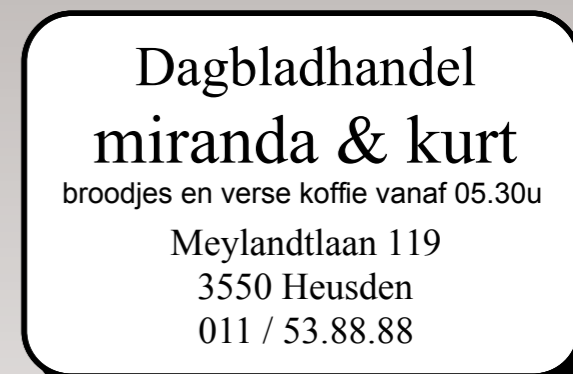 Dagbladhandel
miranda & kurt
broodjes en verse koffie vanaf 05.30u
Meylandtlaan 119
3550 Heusden
011 / 53.88.88